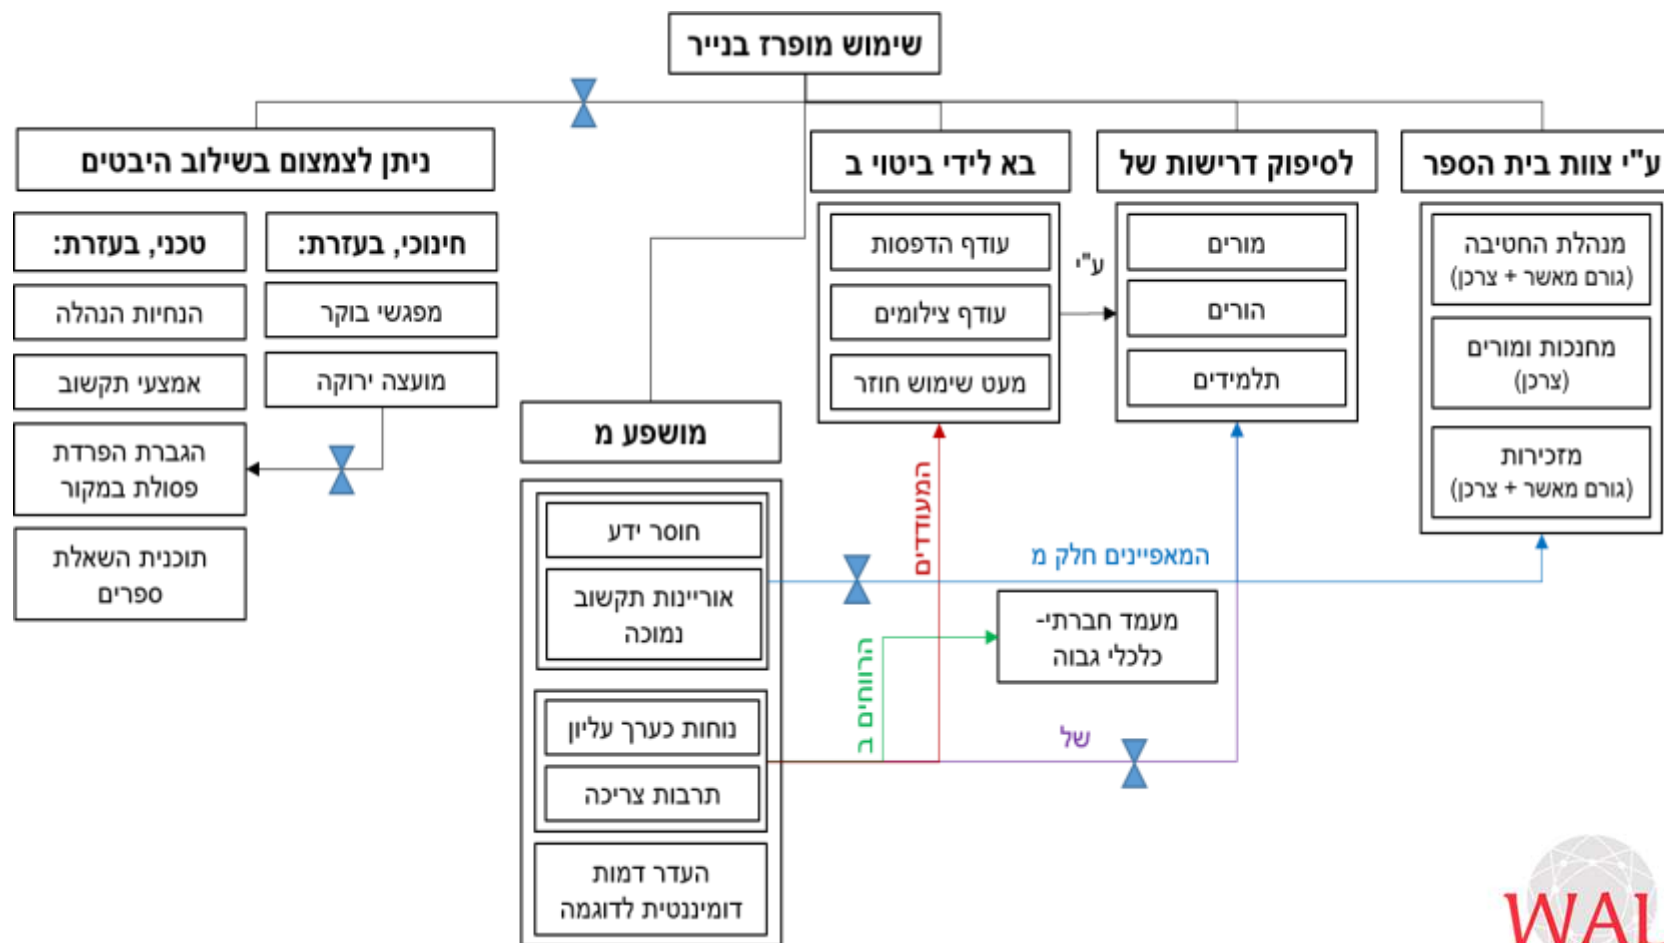 שימוש מופרז בנייר
ע"י צוות בית הספר
מנהלת החטיבה
(גורם מאשר + צרכן)
מחנכות ומורים
(צרכן)
מזכירות
(גורם מאשר + צרכן)
לסיפוק דרישות של
מורים
הורים
תלמידים
ע"י
בא לידי ביטוי ב
עודף הדפסות
עודף צילומים
מעט שימוש חוזר
ניתן לצמצום בשילוב היבטים
חינוכי, בעזרת:
מפגשי בוקר
מועצה ירוקה
טכני, בעזרת:
הנחיות הנהלה
אמצעי תקשוב
הגברת הפרדת
פסולת במקור
תוכנית השאלת
ספרים
מושפע מ
חוסר ידע
אוריינות תקשוב
נמוכה
נוחות כערך עליון
תרבות צריכה
העדר דמות
דומיננטית לדוגמה
המעודדים
המאפיינים חלק מ
הרווחים ב
מעמד חברתי-
כלכלי גבוה
של